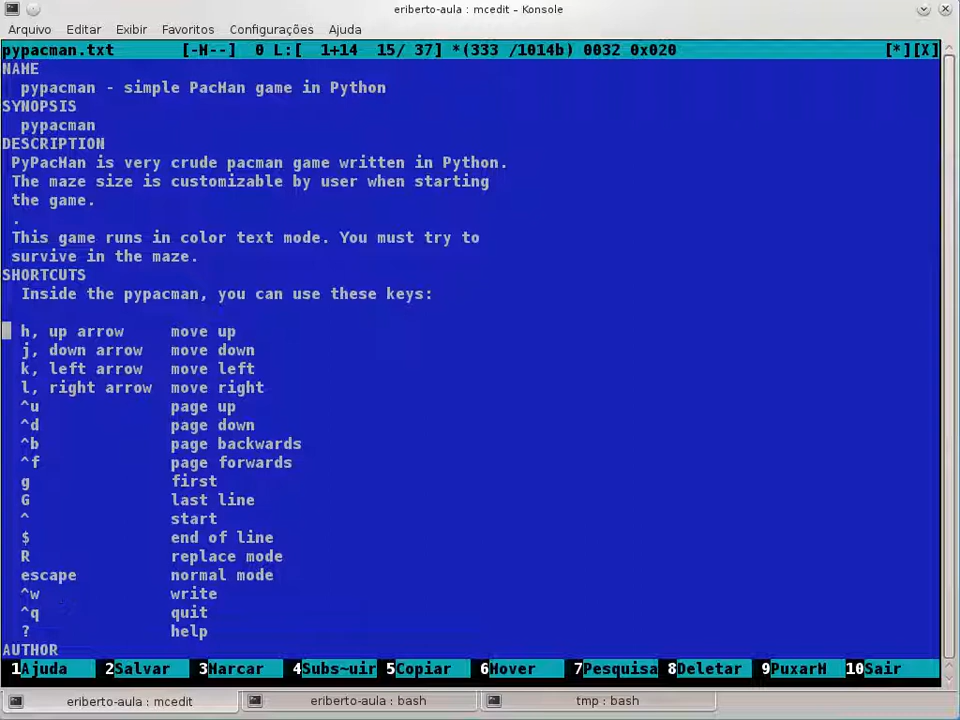 eriberto-aula : mcedit – Konsole
Arquivo Editar Exibir Favoritos Configurações Ajuda
pypacman.txt [-M--] 0 L:[ 1+14 15/ 37] *(333 /1014b) 0032 0x020 [*][X]
NAME
pypacman - simple PacMan game in Python
SYNOPSIS
pypacman
DESCRIPTION
PyPacMan is very crude pacman game written in Python.
The maze size is customizable by user when starting
the game.
.
This game runs in color text mode. You must try to
survive in the maze.
SHORTCUTS
Inside the pypacman, you can use these keys:
h, up arrow move up
j, down arrow move down
k, left arrow move left
l, right arrow move right
^u page up
^d page down
^b page backwards
^f page forwards
g first
G last line
^ start
$ end of line
R replace mode
escape normal mode
^w write
^q quit
? help
AUTHOR
1Ajuda 2Salvar 3Marcar 4Subs~uir 5Copiar 6Mover 7Pesquisa 8Deletar 9PuxarM 10Sair
eriberto-aula : mcedit eriberto-aula : bash tmp : bash